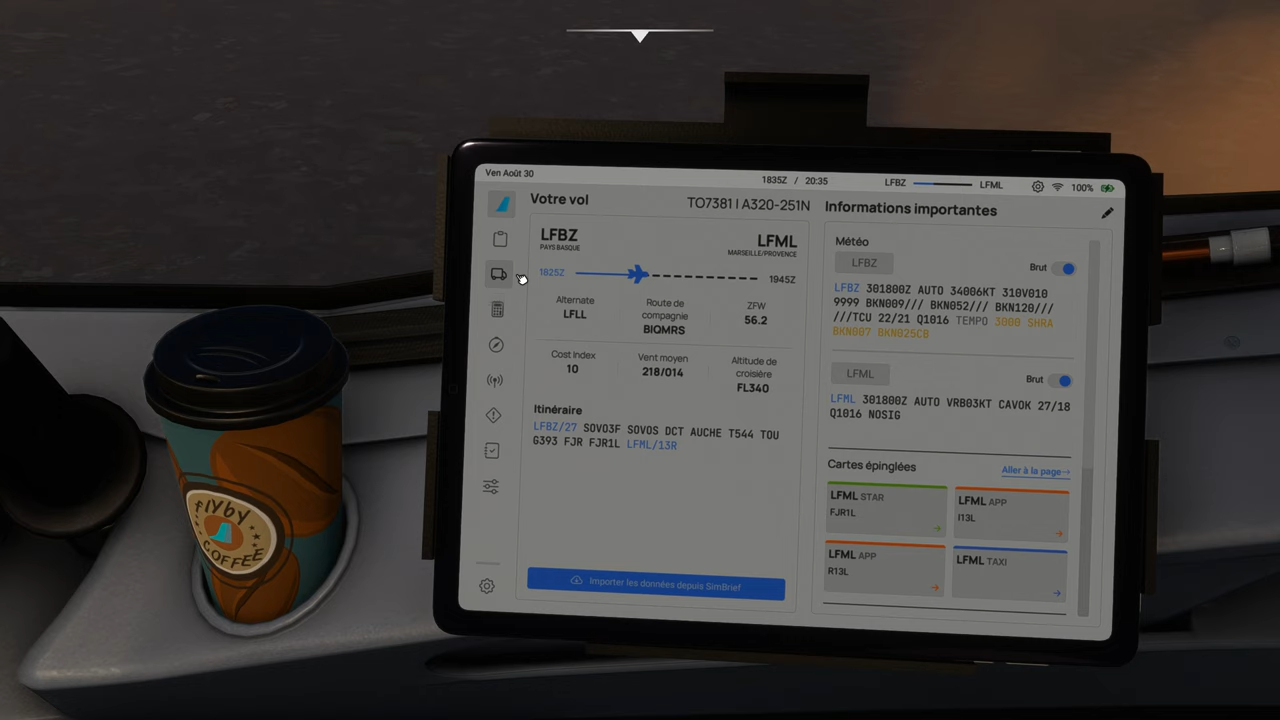 Ven Août 30
1835Z / 20:35
LFBZ
LFML
100%
Votre vol
TO7381 | A320-251N
LFBZ
PAYS BASQUE
LFML
MARSEILLE/PROVENCE
1825Z
1945Z
Alternate
LFLL
Route de
compagnie
BIQMRS
ZFW
56.2
Cost Index
10
Vent moyen
218/014
Altitude de
croisière
FL340
Itinéraire
LFBZ/27 SOVO3F SOVOS DCT AUCHE T544 TOU
G393 FJR FJR1L LFML/13R
Importer les données depuis SimBrief
Informations importantes
Météo
LFBZ
Brut
LFBZ 301800Z AUTO 34006KT 310V010
9999 BKN009/// BKN052/// BKN120///
///TCU 22/21 Q1016 TEMPO 3000 SHRA
BKN007 BKN025CB
LFML
Brut
LFML 301800Z AUTO VRB03KT CAVOK 27/18
Q1016 NOSIG
Cartes épinglées
Aller à la page→
LFML STAR
FJR1L
LFML APP
I13L
LFML APP
R13L
LFML TAXI
flyby
COFFEE